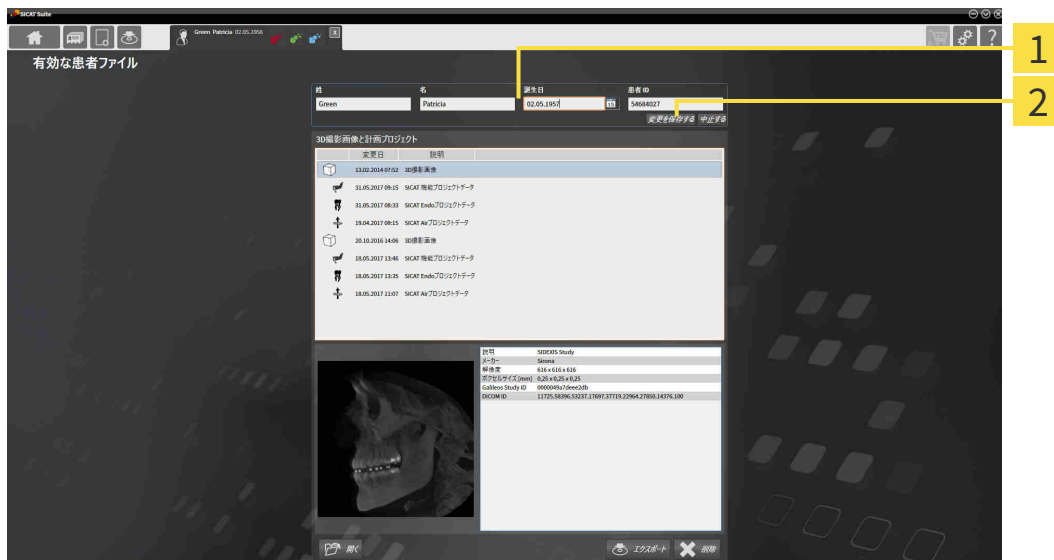 SICAT Suite
Green Patricia 02.05.1956
x
?
1
有効な患者ファイル
姓 名 誕生日 患者 ID
Green Patricia 02.05.1957 15 54684027
2
変更を保存する 中止する
3D撮影画像と計画プロジェクト
変更日 説明
13.02.2014 07:52 3D撮影画像
31.05.2017 09:15 SICAT 機能プロジェクトデータ
31.05.2017 08:33 SICAT Endoプロジェクトデータ
19.04.2017 09:15 SICAT Airプロジェクトデータ
20.10.2016 14:06 3D撮影画像
18.05.2017 13:46 SICAT 機能プロジェクトデータ
18.05.2017 13:35 SICAT Endoプロジェクトデータ
18.05.2017 11:07 SICAT Airプロジェクトデータ
説明 SIDEXIS Study
メーカー Sirona
解像度 616 x 616 x 616
ボクセルサイズ [mm] 0,25 x 0,25 x 0,25
Galileos Study ID 0000049a7deee2db
DICOM ID 11725.58396.53237.17697.37719.22964.27850.14376.100
開く エクスポート 削除